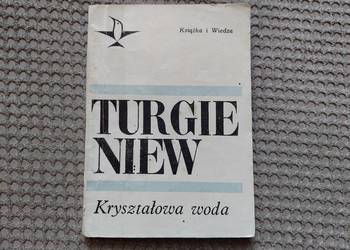 Książka i Wiedza
TURGIE
NIEW
Kryształowa woda